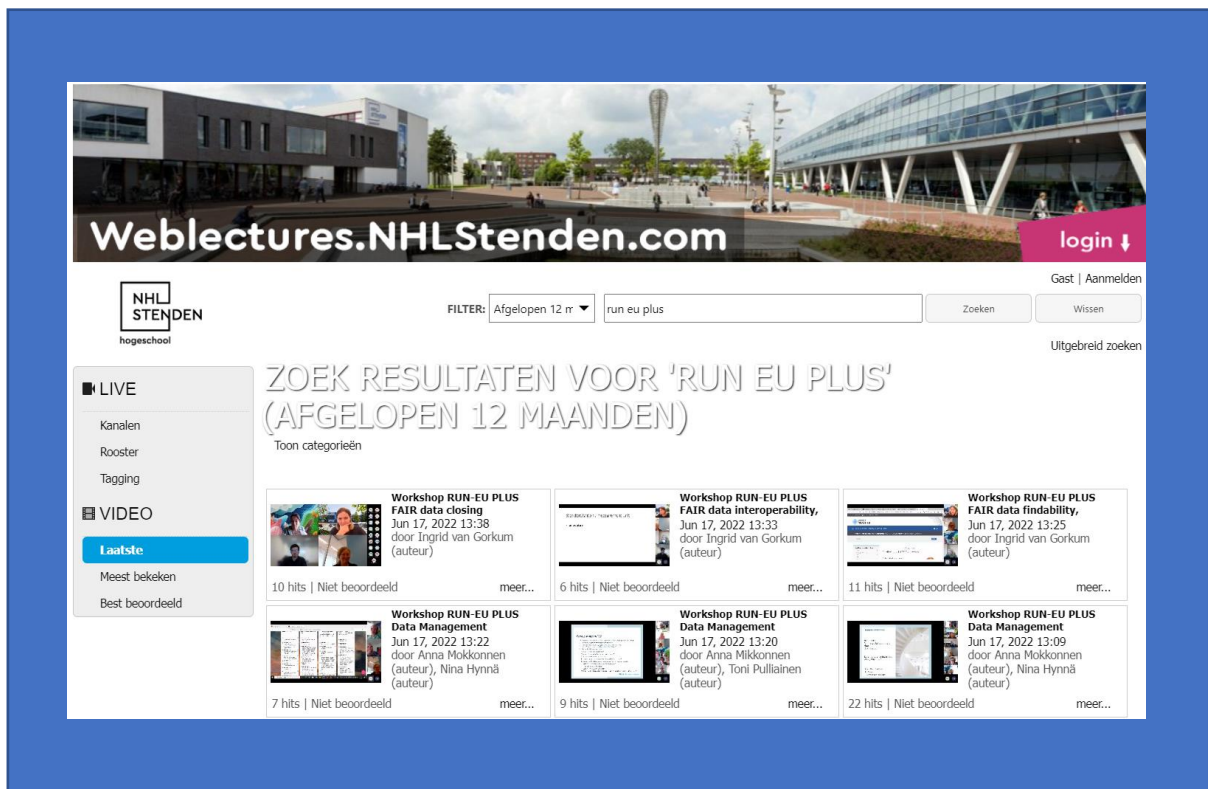 Weblectures.NHLStenden.com
login
Gast | Aanmelden
NHL
STENDEN
hogeschool
FILTER: Afgelopen 12 m
run eu plus
Zoeken
Wissen
Uitgebreid zoeken
LIVE
Kanalen
Rooster
Tagging
VIDEO
Laatste
Meest bekeken
Best beoordeeld
ZOEK RESULTATEN VOOR 'RUN EU PLUS'
(AFGELOPEN 12 MAANDEN)
Toon categorieën
Workshop RUN-EU PLUS
FAIR data closing
Jun 17, 2022 13:38
door Ingrid van Gorkum
(auteur)
10 hits | Niet beoordeeld
meer...
Workshop RUN-EU PLUS
FAIR data interoperability,
Jun 17, 2022 13:33
door Ingrid van Gorkum
(auteur)
6 hits | Niet beoordeeld
meer...
Workshop RUN-EU PLUS
FAIR data findability,
Jun 17, 2022 13:25
door Ingrid van Gorkum
(auteur)
11 hits | Niet beoordeeld
meer...
Workshop RUN-EU PLUS
Data Management
Jun 17, 2022 13:22
door Anna Mokkonnen
(auteur), Nina Hynnä
(auteur)
7 hits | Niet beoordeeld
meer...
Workshop RUN-EU PLUS
Data Management
Jun 17, 2022 13:20
door Anna Mikkonnen
(auteur), Toni Pulliainen
(auteur)
9 hits | Niet beoordeeld
meer...
Workshop RUN-EU PLUS
Data Management
Jun 17, 2022 13:09
door Anna Mokkonnen
(auteur), Nina Hynnä
(auteur)
22 hits | Niet beoordeeld
meer...